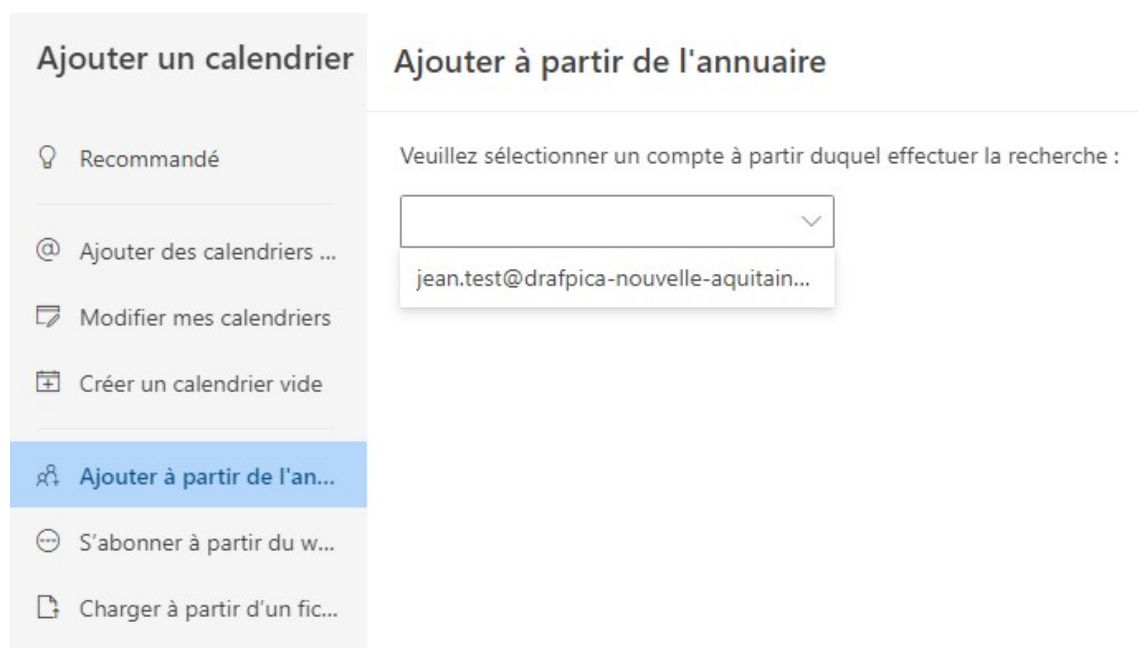 Ajouter un calendrier
Recommandé
Ajouter des calendriers ...
Modifier mes calendriers
Créer un calendrier vide
Ajouter à partir de l'an...
S'abonner à partir du w...
Charger à partir d'un fic...
Ajouter à partir de l'annuaire
Veuillez sélectionner un compte à partir duquel effectuer la recherche :
jean.test@drafpica-nouvelle-aquitain...